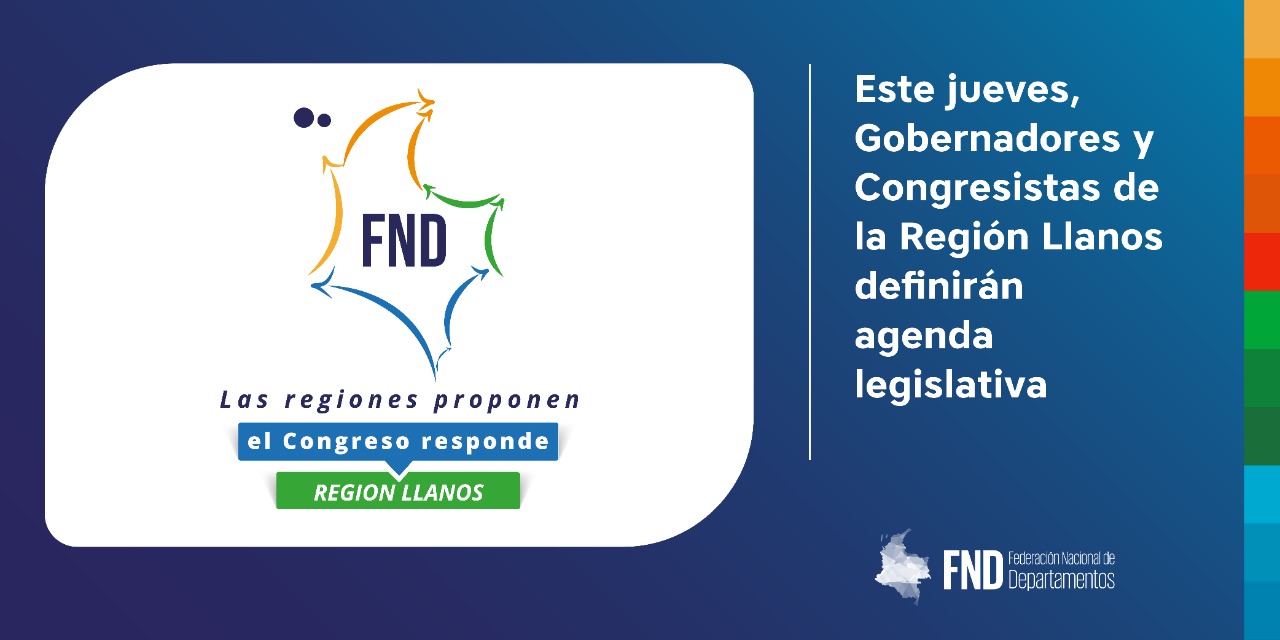 FND
Las regiones proponen
el Congreso responde
REGION LLANOS
Este jueves,
Gobernadores y
Congresistas de
la Región Llanos
definirán
agenda
legislativa
FND
Federación Nacional de
Departamentos